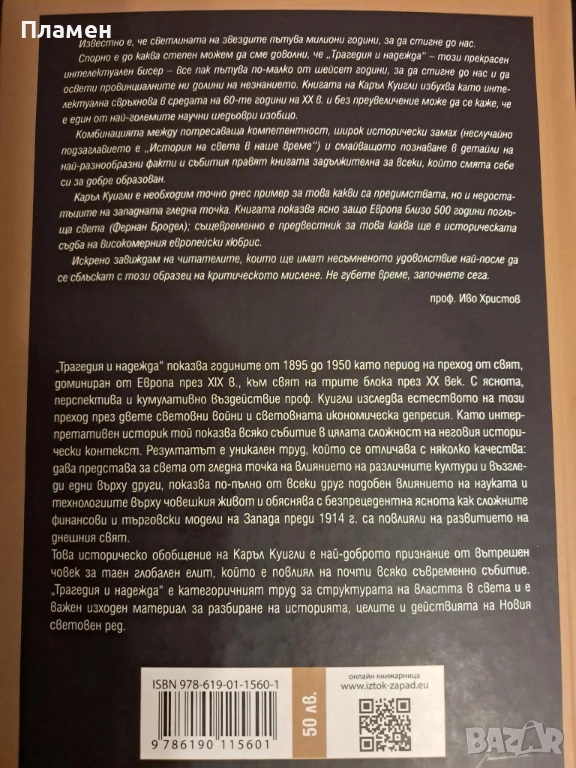 Пламен
Известно е, че светлината на звездите пътува милиони години, за да стигне до нас.
Спорно е до каква степен можем да сме доволни, че „Трагедия и надежда“ – този прекрасен
интелектуален бисер – все пак пътува по-малко от шейсет години, за да стигне до нас и да
освети провинциалните ни долини на незнанието. Книгата на Каръл Куигли избухва като инте-
лектуална свръхнова в средата на 60-те години на XX в. и без преувеличение може да се каже, че
е един от най-големите научни шедьоври изобщо.
Комбинацията между потресаваща компетентност, широк исторически замах (неслучайно
подзаглавието е „История на света в наше време“) и смайващото познаване в детайли на
най-разнообразни факти и събития правят книгата задължителна за всеки, който смята себе
си за добре образован.
Каръл Куигли е необходим точно днес пример за това какви са предимствата, но и недоста-
тъците на западната гледна точка. Книгата показва ясно защо Европа близо 500 години поглъ-
ща света (Фернан Бродел); същевременно е предвестник за това каква ще е историческата
съдба на високомерния европейски хюбрис.
Искрено завиждам на читателите, които ще имат несъмненото удоволствие най-после да
се сблъскат с този образец на критическото мислене. Не губете време, започнете сега.
проф. Иво Христов
„Трагедия и надежда“ показва годините от 1895 до 1950 като период на преход от свят,
доминиран от Европа през XIX в., към свят на трите блока през XX век. С яснота,
перспектива и кумулативно въздействие проф. Куигли изследва естеството на този
преход през двете световни войни и световната икономическа депресия. Като интер-
претативен историк той показва всяко събитие в цялата сложност на неговия истори-
чески контекст. Резултатът е уникален труд, който се отличава с няколко качества:
дава представа за света от гледна точка на влиянието на различните култури и възгле-
ди едни върху други, показва по-пълно от всеки друг подобен влиянието на науката и
технологиите върху човешкия живот и обяснява с безпрецедентна яснота как сложните
финансови и търговски модели на Запада преди 1914 г. са повлияли на развитието на
днешния свят.
Това историческо обобщение на Каръл Куигли е най-доброто признание от вътрешен
човек за таен глобален елит, който е повлиял на почти всяко съвременно събитие.
„Трагедия и надежда“ е категоричният труд за структурата на властта в света и е
важен изходен материал за разбиране на историята, целите и действията на Новия
световен ред.
ISBN 978-619-01-1560-1
9 786190 115601
50 лв.
онлайн книжарница
www.iztok-zapad.eu
BAZAR